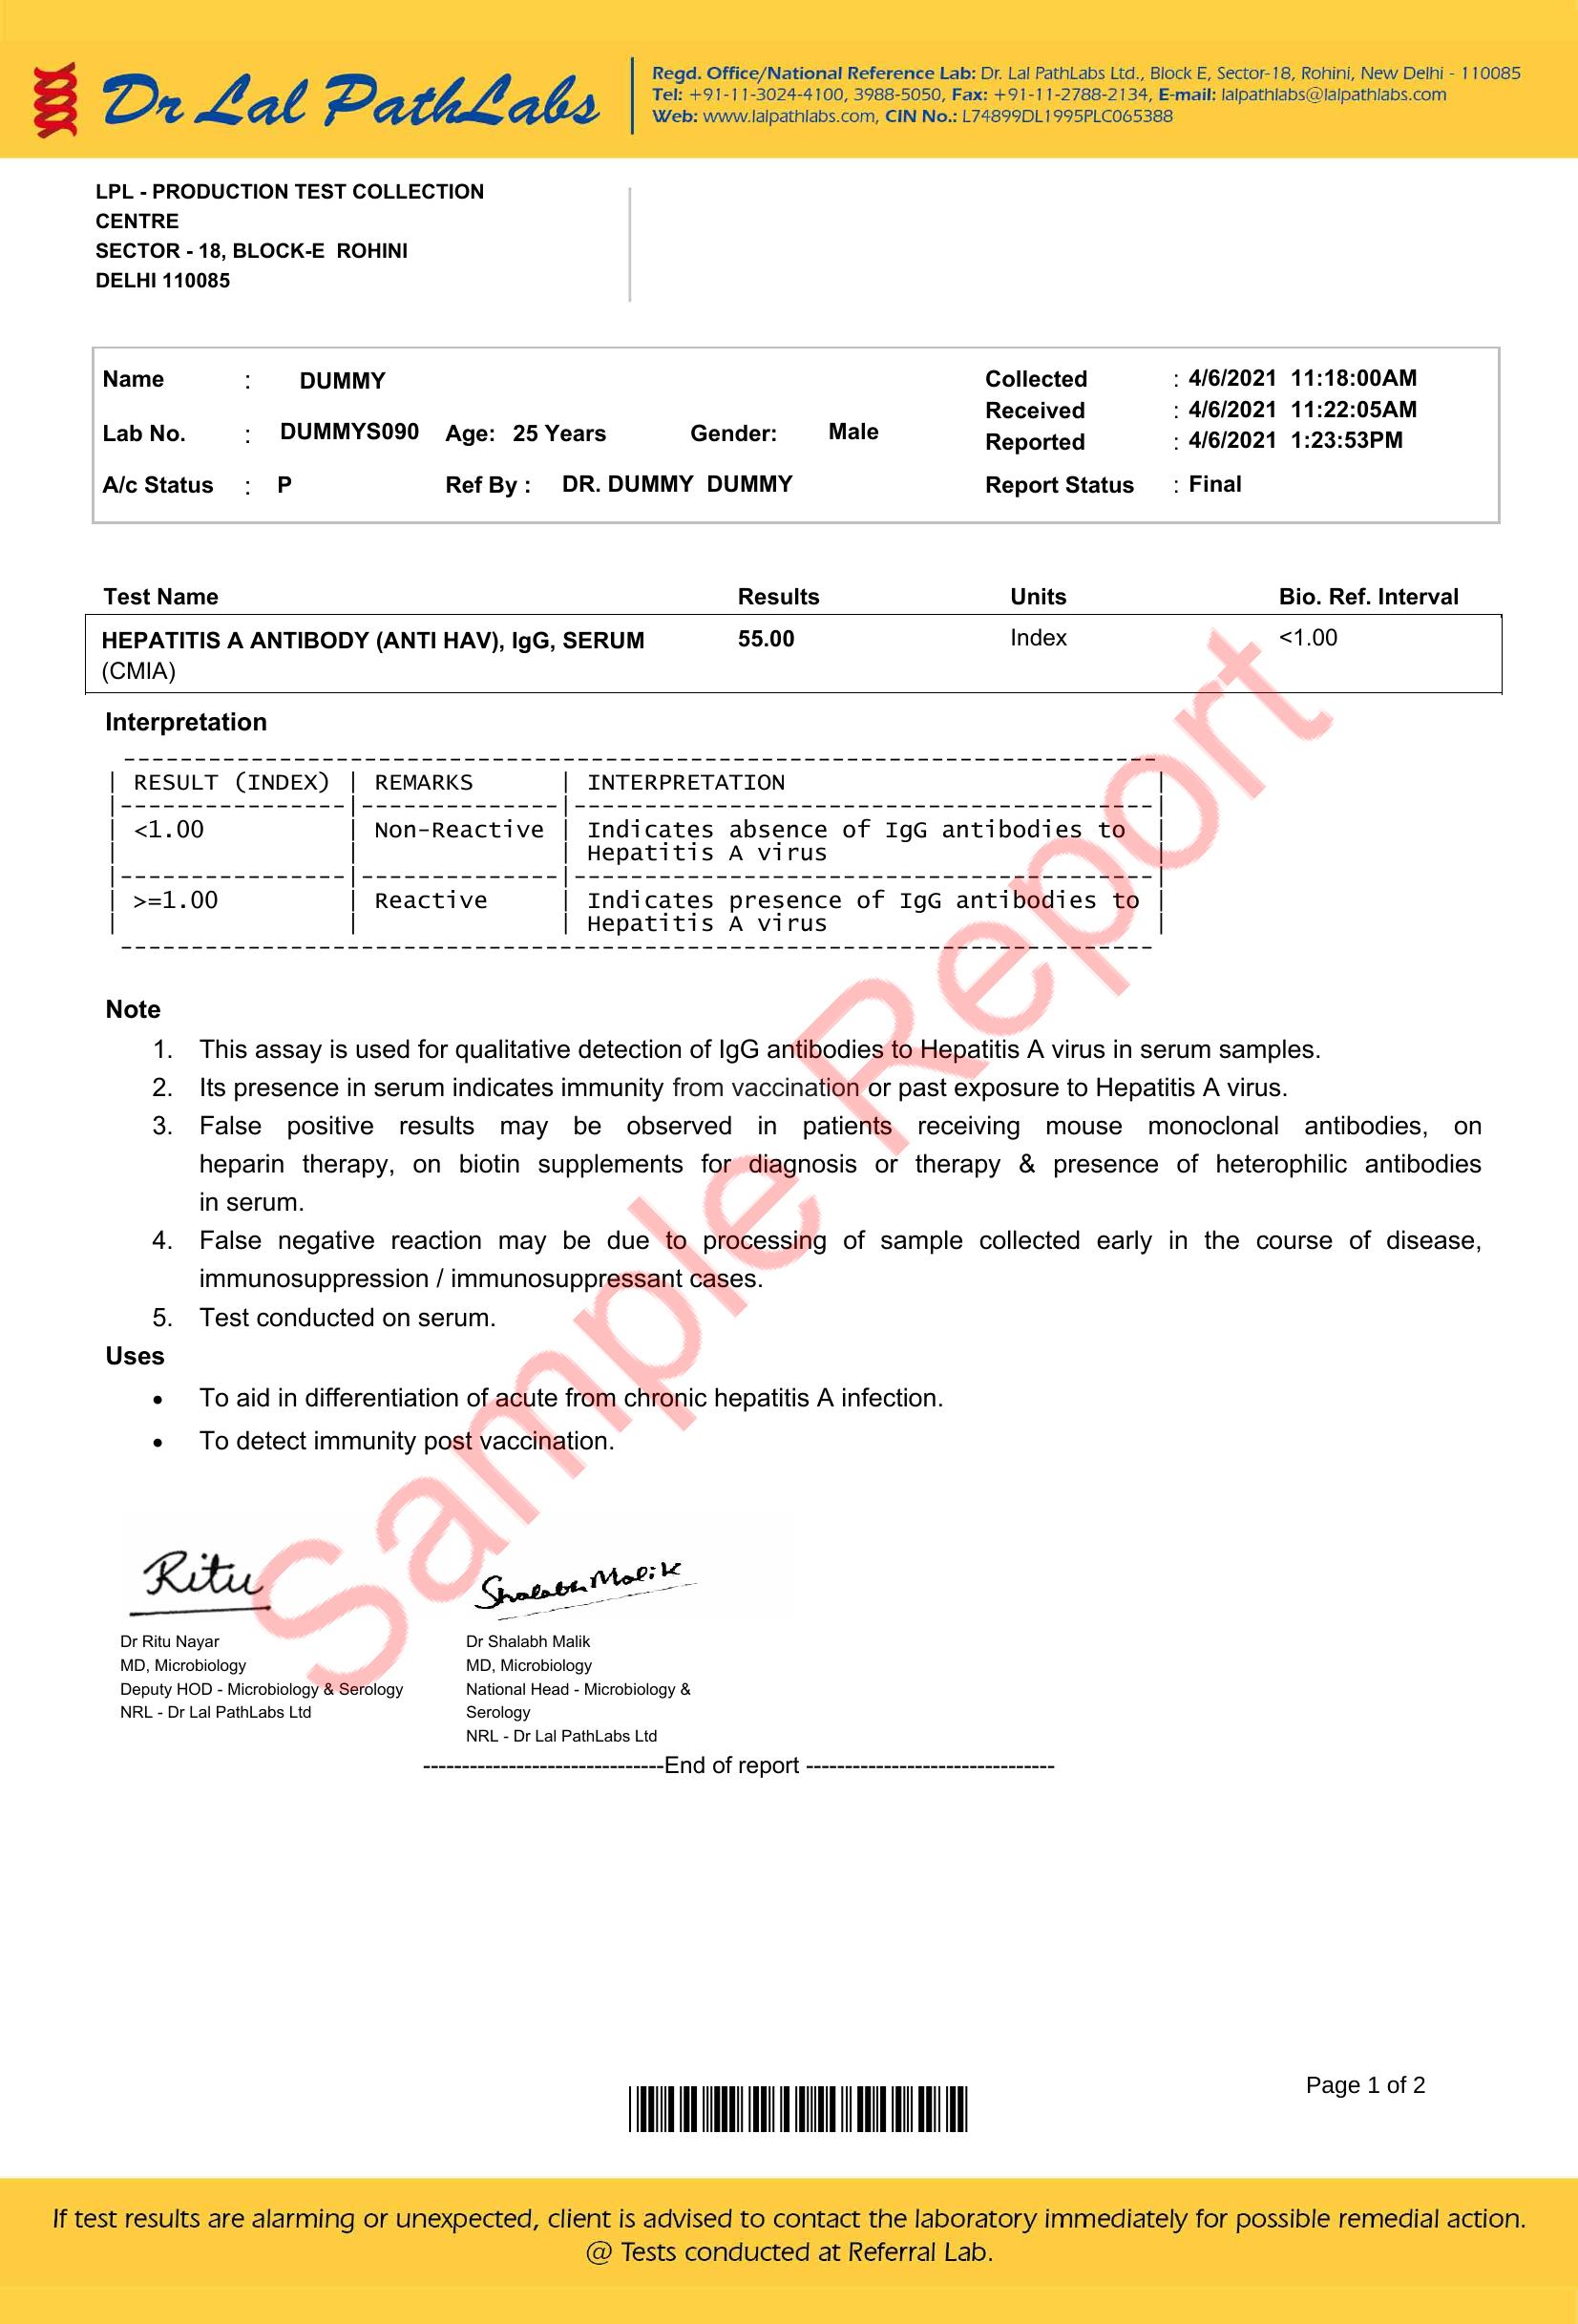 Dr Lal PathLabs
Regd. Office/National Reference Lab: Dr. Lal PathLabs Ltd., Block E, Sector-18, Rohini, New Delhi - 110085
Tel: +91-11-3024-4100, 3988-5050, Fax: +91-11-2788-2134, E-mail: lalpathlabs@lalpathlabs.com
Web: www.lalpathlabs.com, CIN No.: L74899DL1995PLC065388
LPL - PRODUCTION TEST COLLECTION
CENTRE
SECTOR - 18, BLOCK-E ROHINI
DELHI 110085
Name : DUMMY Collected : 4/6/2021 11:18:00AM
Received : 4/6/2021 11:22:05AM
Lab No. : DUMMYS090 Age: 25 Years Gender: Male Reported : 4/6/2021 1:23:53PM
A/c Status : P Ref By : DR. DUMMY DUMMY Report Status : Final
Test Name Results Units Bio. Ref. Interval
HEPATITIS A ANTIBODY (ANTI HAV), IgG, SERUM 55.00 Index <1.00
(CMIA)
Interpretation
RESULT (INDEX) | REMARKS | INTERPRETATION
<1.00 | Non-Reactive | Indicates absence of IgG antibodies to
Hepatitis A virus
>=1.00 | Reactive | Indicates presence of IgG antibodies to
Hepatitis A virus
Note
1. This assay is used for qualitative detection of IgG antibodies to Hepatitis A virus in serum samples.
2. Its presence in serum indicates immunity from vaccination or past exposure to Hepatitis A virus.
3. False positive results may be observed in patients receiving mouse monoclonal antibodies, on
heparin therapy, on biotin supplements for diagnosis or therapy & presence of heterophilic antibodies
in serum.
4. False negative reaction may be due to processing of sample collected early in the course of disease,
immunosuppression / immunosuppressant cases.
5. Test conducted on serum.
Uses
• To aid in differentiation of acute from chronic hepatitis A infection.
• To detect immunity post vaccination.
Sample Report
Ritu Shalabh Malik
Dr Ritu Nayar Dr Shalabh Malik
MD, Microbiology MD, Microbiology
Deputy HOD - Microbiology & Serology National Head - Microbiology &
NRL - Dr Lal PathLabs Ltd Serology
NRL - Dr Lal PathLabs Ltd
-------------------------------End of report --------------------------------
Page 1 of 2
If test results are alarming or unexpected, client is advised to contact the laboratory immediately for possible remedial action.
@ Tests conducted at Referral Lab.